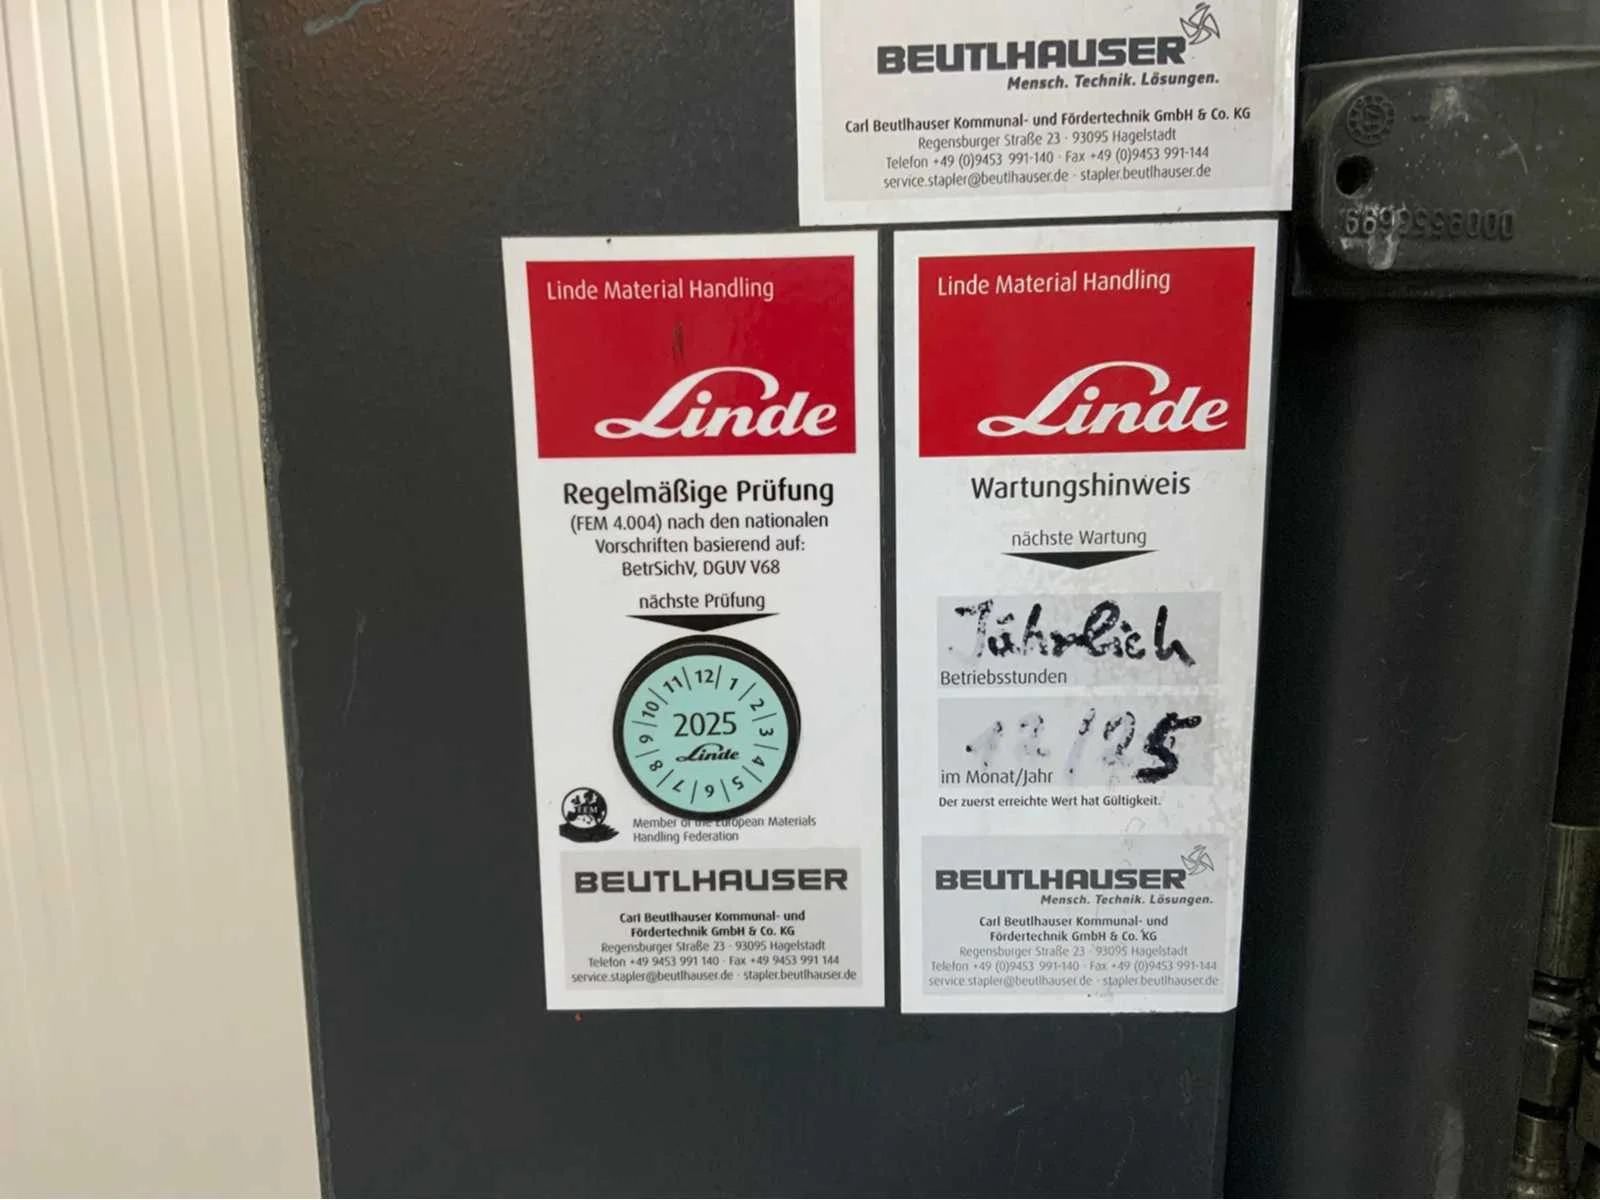 BEUTLHAUSER
Mensch. Technik. Lösungen.
Carl Beutlhauser Kommunal- und Fördertechnik GmbH & Co. KG
Regensburger Straße 23 · 93095 Hagelstadt
Telefon +49 (0)9453 991-140 · Fax +49 (0)9453 991-144
service.stapler@beutlhauser.de · stapler.beutlhauser.de
Linde Material Handling
Linde
Regelmäßige Prüfung
(FEM 4.004) nach den nationalen
Vorschriften basierend auf:
BetrSichV, DGUV V68
nächste Prüfung
12 1 2 3 4 5 6 7 8 9 10 11
2025
Linde
FEM
Member of the European Materials
Handling Federation
BEUTLHAUSER
Carl Beutlhauser Kommunal- und
Fördertechnik GmbH & Co. KG
Regensburger Straße 23 · 93095 Hagelstadt
Telefon +49 9453 991 140 · Fax +49 9453 991 144
service.stapler@beutlhauser.de · stapler.beutlhauser.de
Linde Material Handling
Linde
Wartungshinweis
nächste Wartung
Jährlich
Betriebsstunden
12/25
im Monat/Jahr
Der zuerst erreichte Wert hat Gültigkeit.
BEUTLHAUSER
Mensch. Technik. Lösungen.
Carl Beutlhauser Kommunal- und
Fördertechnik GmbH & Co. KG
Regensburger Straße 23 · 93095 Hagelstadt
Telefon +49 (0)9453 991-140 · Fax +49 (0)9453 991-144
service.stapler@beutlhauser.de · stapler.beutlhauser.de